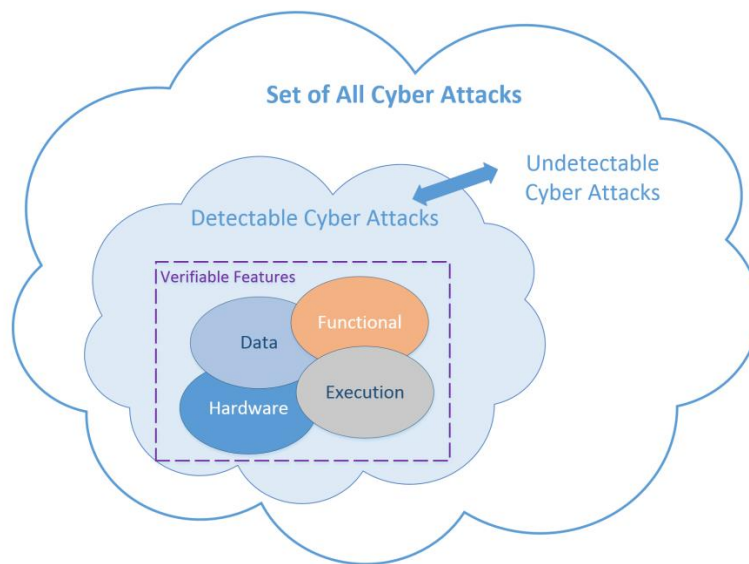 Set of All Cyber Attacks
Undetectable
Cyber Attacks
Detectable Cyber Attacks
Verifiable Features
Functional
Data
Execution
Hardware